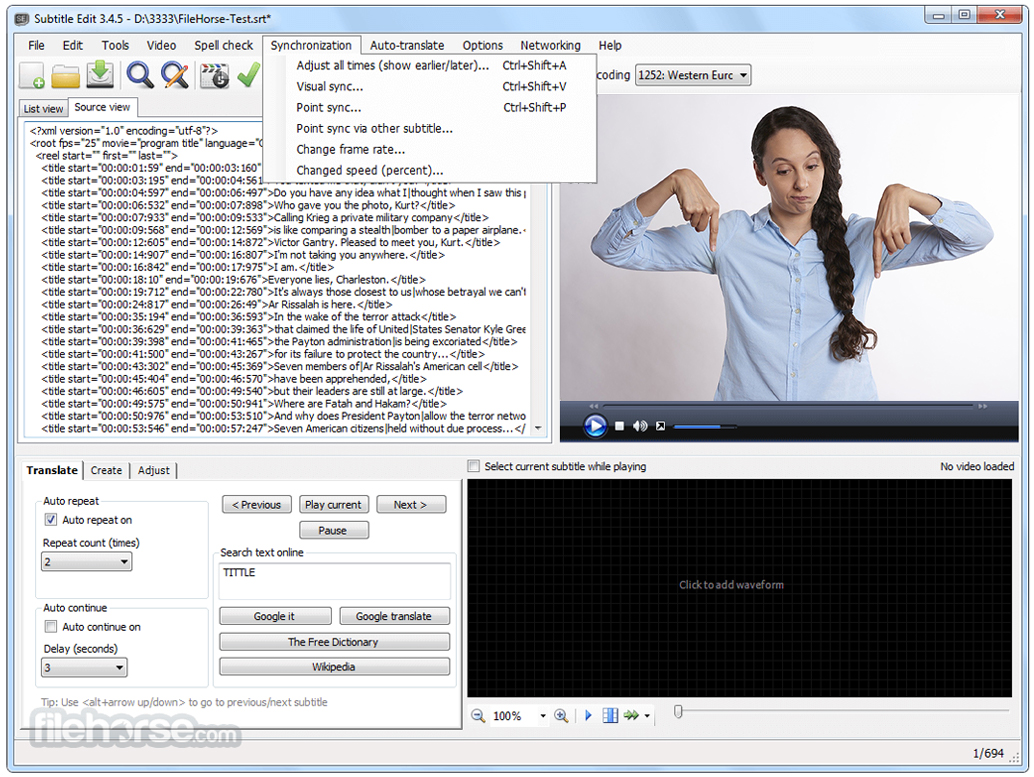 Subtitle Edit 3.4.5 - D:\3333\FileHorse-Test.srt*
File Edit Tools Video Spell check Synchronization Auto-translate Options Networking Help
Adjust all times (show earlier/later)... Ctrl+Shift+A
Visual sync... Ctrl+Shift+V
Point sync... Ctrl+Shift+P
Point sync via other subtitle...
Change frame rate...
Changed speed (percent)...
coding 1252: Western Eurc
List view Source view
<?xml version="1.0" encoding="utf-8"?>
<root fps="25" movie="program title" language="
<reel start="" first="" last="">
<title start="00:00:01:59" end="00:00:03:160"
<title start="00:00:03:195" end="00:00:04:561
<title start="00:00:04:597" end="00:00:06:497">Do you have any idea what I|thought when I saw this
<title start="00:00:06:532" end="00:00:07:898">Who gave you the photo, Kurt?</title>
<title start="00:00:07:933" end="00:00:09:533">Calling Krieg a private military company</title>
<title start="00:00:09:568" end="00:00:12:569">is like comparing a stealth|bomber to a paper airplane.<
<title start="00:00:12:605" end="00:00:14:872">Victor Gantry. Pleased to meet you, Kurt.</title>
<title start="00:00:14:907" end="00:00:16:807">I'm not taking you anywhere.</title>
<title start="00:00:16:842" end="00:00:17:975">I am.</title>
<title start="00:00:18:10" end="00:00:19:676">Everyone lies, Charleston.</title>
<title start="00:00:19:712" end="00:00:22:780">It's always those closest to us|whose betrayal we can't
<title start="00:00:24:817" end="00:00:26:49">Ar Rissalah is here.</title>
<title start="00:00:35:194" end="00:00:36:593">In the wake of the terror attack</title>
<title start="00:00:36:629" end="00:00:39:363">that claimed the life of United|States Senator Kyle Gree
<title start="00:00:39:398" end="00:00:41:465">the Payton administration|is being excoriated</title>
<title start="00:00:41:500" end="00:00:43:267">for its failure to protect the country...</title>
<title start="00:00:43:302" end="00:00:45:369">Seven members of|Ar Rissalah's American cell</title>
<title start="00:00:45:404" end="00:00:46:570">have been apprehended,</title>
<title start="00:00:46:605" end="00:00:49:540">but their leaders are still at large.</title>
<title start="00:00:49:575" end="00:00:50:941">Where are Fatah and Hakam?</title>
<title start="00:00:50:976" end="00:00:53:510">And why does President Payton|allow the terror netwo
<title start="00:00:53:546" end="00:00:57:247">Seven American citizens|held without due process...</
Translate Create Adjust
Auto repeat
Auto repeat on
Repeat count (times)
2
Auto continue
Auto continue on
Delay (seconds)
3
< Previous Play current Next >
Pause
Search text online
TITTLE
Google it Google translate
The Free Dictionary
Wikipedia
Tip: Use <alt+arrow up/down> to go to previous/next subtitle
Select current subtitle while playing No video loaded
Click to add waveform
100%
filehorse.com
1/694